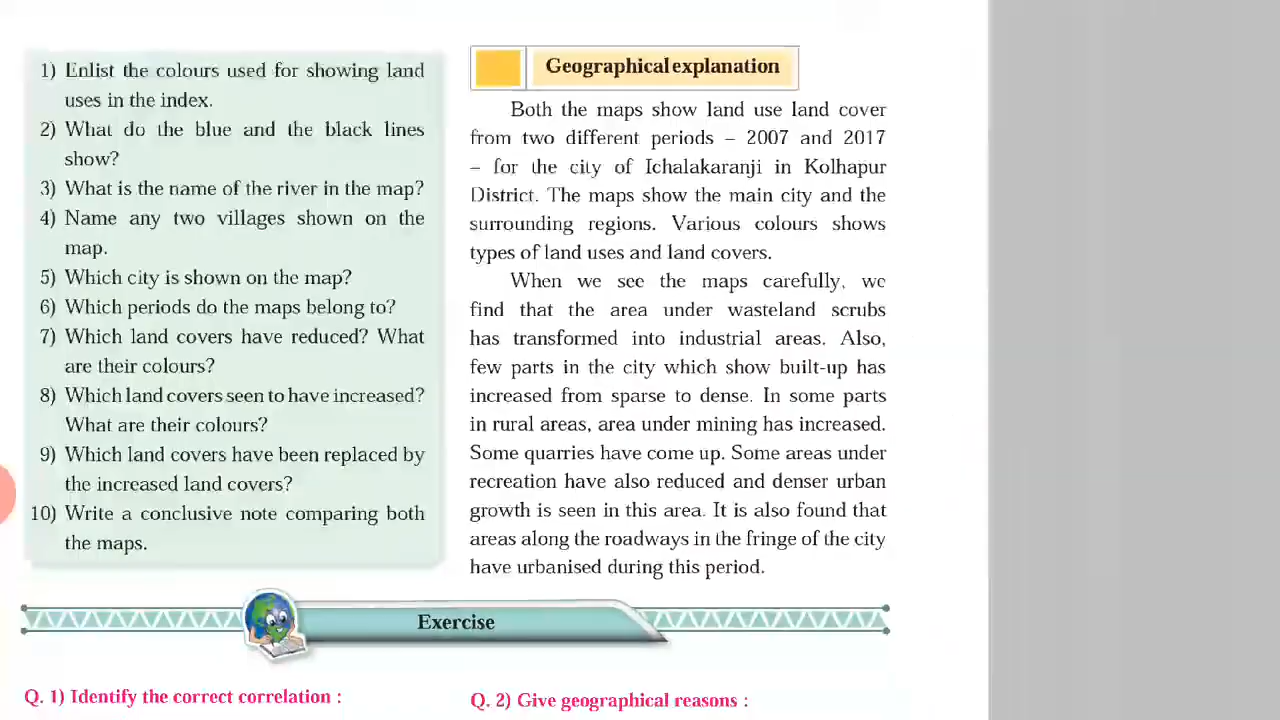 1) Enlist the colours used for showing land
uses in the index.
2) What do the blue and the black lines
show?
3) What is the name of the river in the map?
4) Name any two villages shown on the
map.
5) Which city is shown on the map?
6) Which periods do the maps belong to?
7) Which land covers have reduced? What
are their colours?
8) Which land covers seen to have increased?
What are their colours?
9) Which land covers have been replaced by
the increased land covers?
10) Write a conclusive note comparing both
the maps.
Geographical explanation
Both the maps show land use land cover
from two different periods – 2007 and 2017
– for the city of Ichalakaranji in Kolhapur
District. The maps show the main city and the
surrounding regions. Various colours shows
types of land uses and land covers.
When we see the maps carefully, we
find that the area under wasteland scrubs
has transformed into industrial areas. Also,
few parts in the city which show built-up has
increased from sparse to dense. In some parts
in rural areas, area under mining has increased.
Some quarries have come up. Some areas under
recreation have also reduced and denser urban
growth is seen in this area. It is also found that
areas along the roadways in the fringe of the city
have urbanised during this period.
Exercise
Q. 1) Identify the correct correlation :
Q. 2) Give geographical reasons :